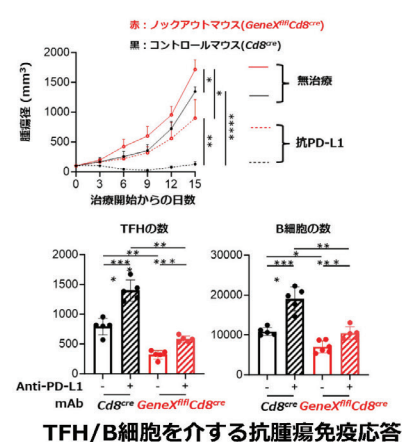 赤：ノックアウトマウス(GeneXfl/flCd8cre)
黒：コントロールマウス(Cd8cre)
腫瘍径 (mm³)
2000
1500
1000
500
0
0 3 6 9 12 15
治療開始からの日数
*
*
**
****
無治療
抗PD-L1
TFHの数
2000
1500
1000
500
0
**
**
***
***
*
*
B細胞の数
30000
20000
10000
0
**
*
***
***
*
Anti-PD-L1 - + - + - + - +
mAb Cd8cre GeneXfl/flCd8cre Cd8cre GeneXfl/flCd8cre
TFH/B細胞を介する抗腫瘍免疫応答